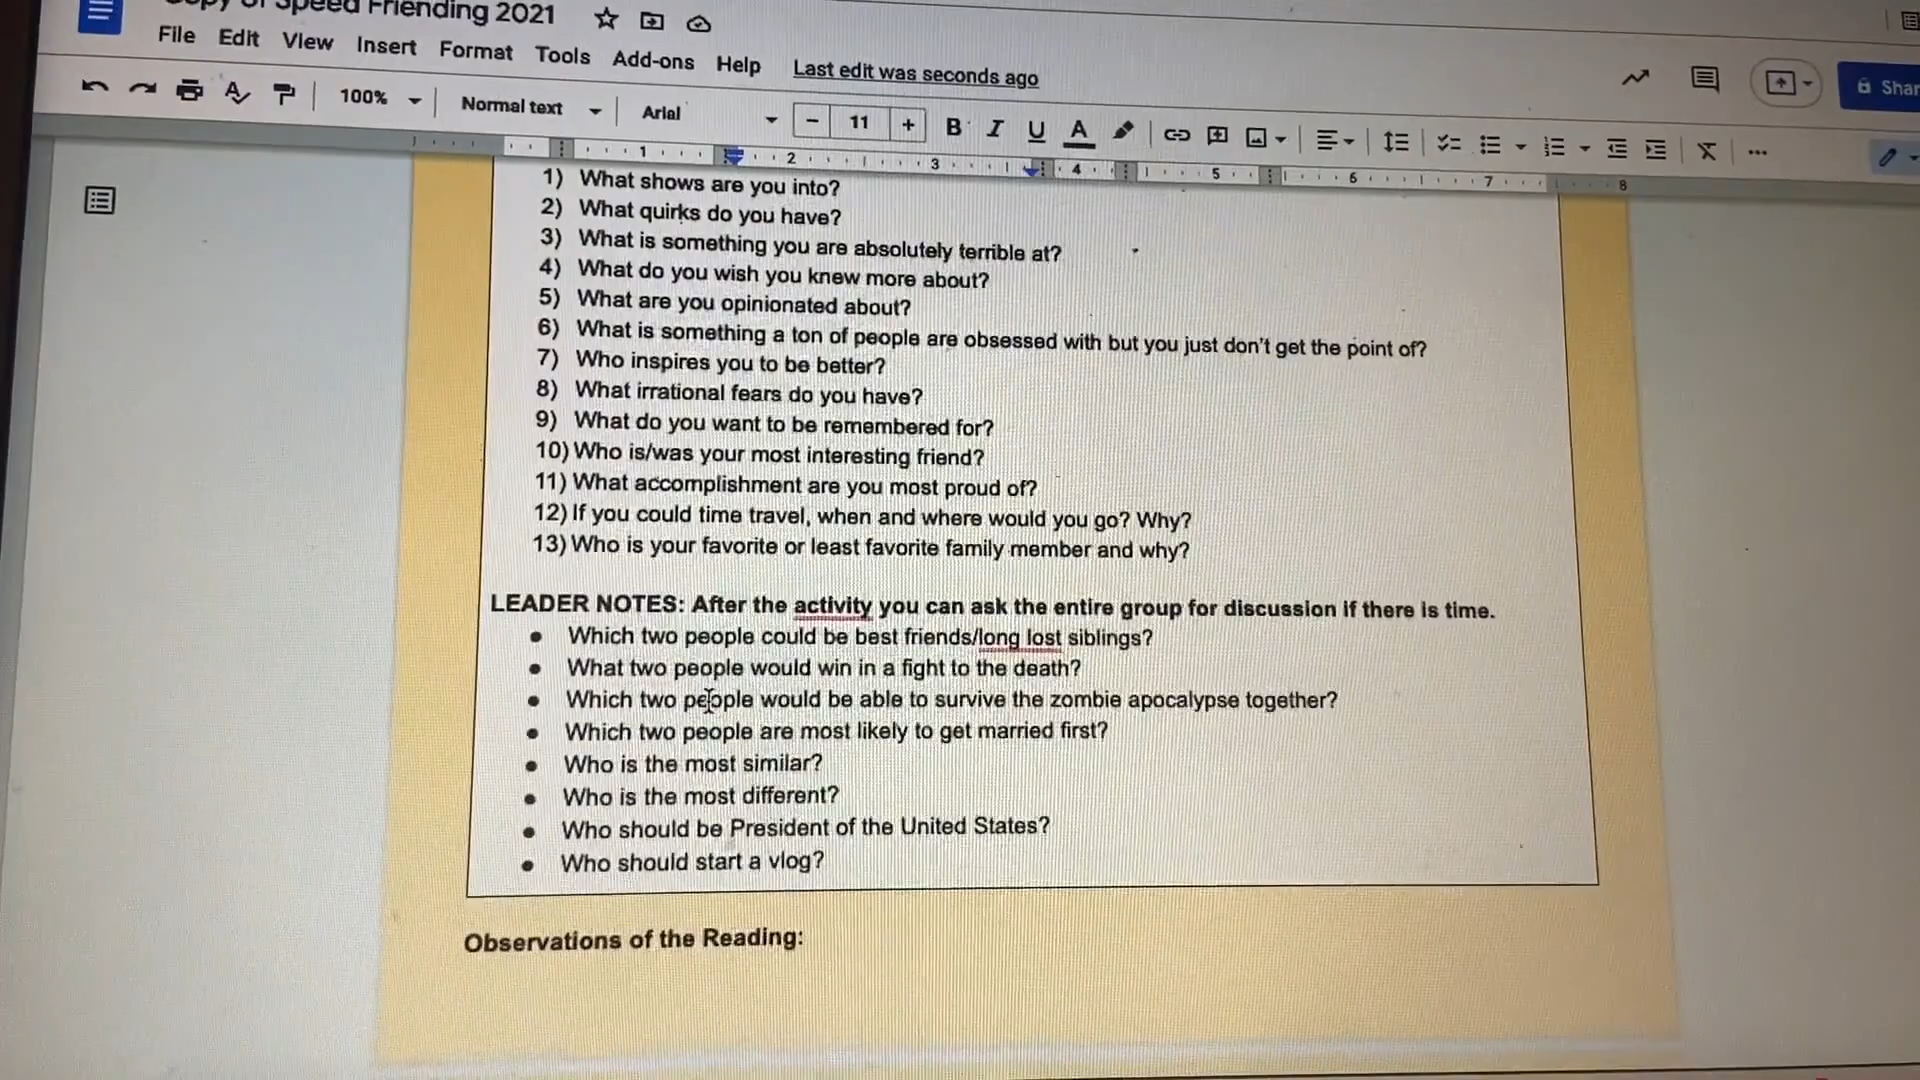 Copy of Speed Friending 2021
File Edit View Insert Format Tools Add-ons Help Last edit was seconds ago
Share
100% Normal text Arial 11
1 2 3 4 5 6 7 8
1) What shows are you into?
2) What quirks do you have?
3) What is something you are absolutely terrible at?
4) What do you wish you knew more about?
5) What are you opinionated about?
6) What is something a ton of people are obsessed with but you just don't get the point of?
7) Who inspires you to be better?
8) What irrational fears do you have?
9) What do you want to be remembered for?
10) Who is/was your most interesting friend?
11) What accomplishment are you most proud of?
12) If you could time travel, when and where would you go? Why?
13) Who is your favorite or least favorite family member and why?
LEADER NOTES: After the activity you can ask the entire group for discussion if there is time.
● Which two people could be best friends/long lost siblings?
● What two people would win in a fight to the death?
● Which two people would be able to survive the zombie apocalypse together?
● Which two people are most likely to get married first?
● Who is the most similar?
● Who is the most different?
● Who should be President of the United States?
● Who should start a vlog?
Observations of the Reading: